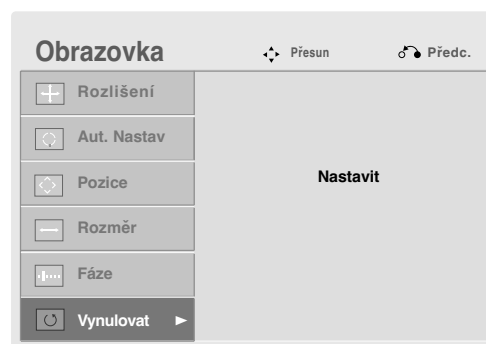 Obrazovka Přesun Předc.
Rozlišení
Aut. Nastav
Pozice
Nastavit
Rozměr
Fáze
Vynulovat